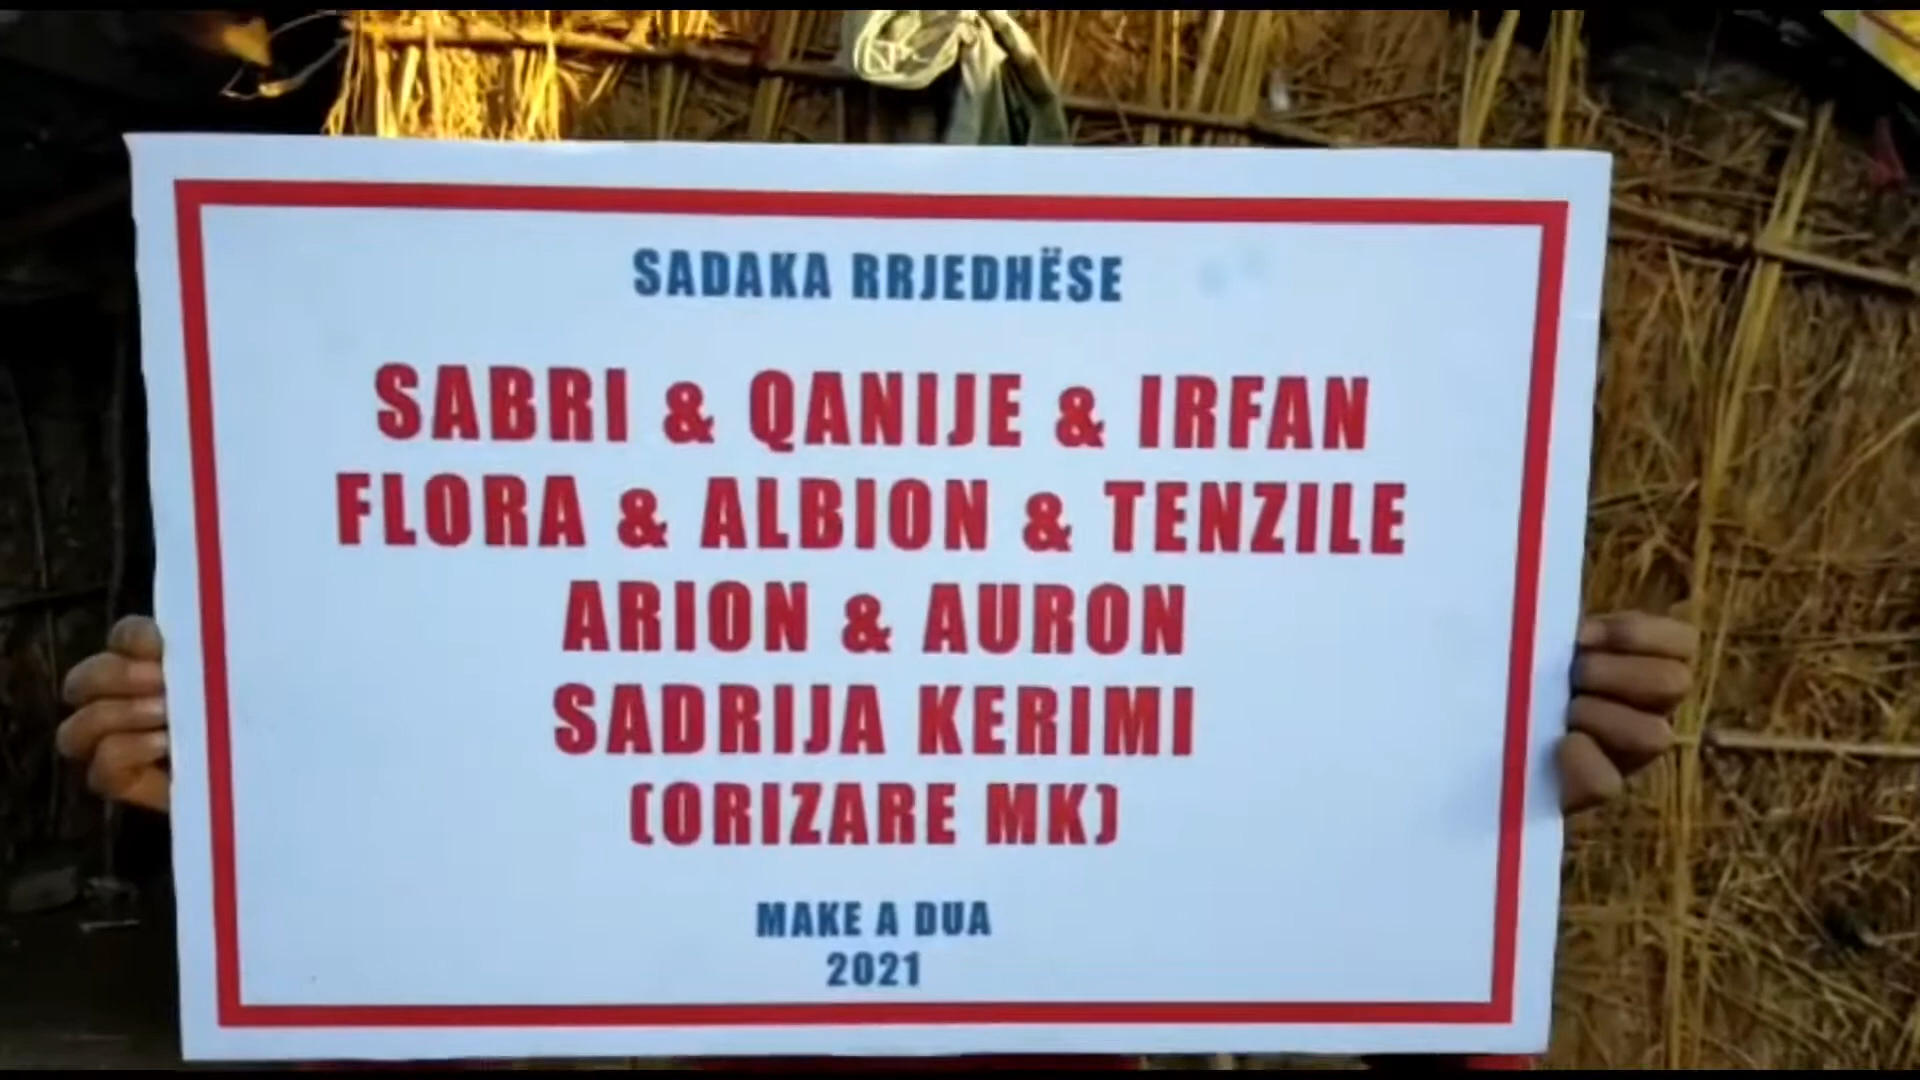 SADAKA RRJEDHËSE
SABRI & QANIJE & IRFAN
FLORA & ALBION & TENZILE
ARION & AURON
SADRIJA KERIMI
(ORIZARE MK)
MAKE A DUA
2021